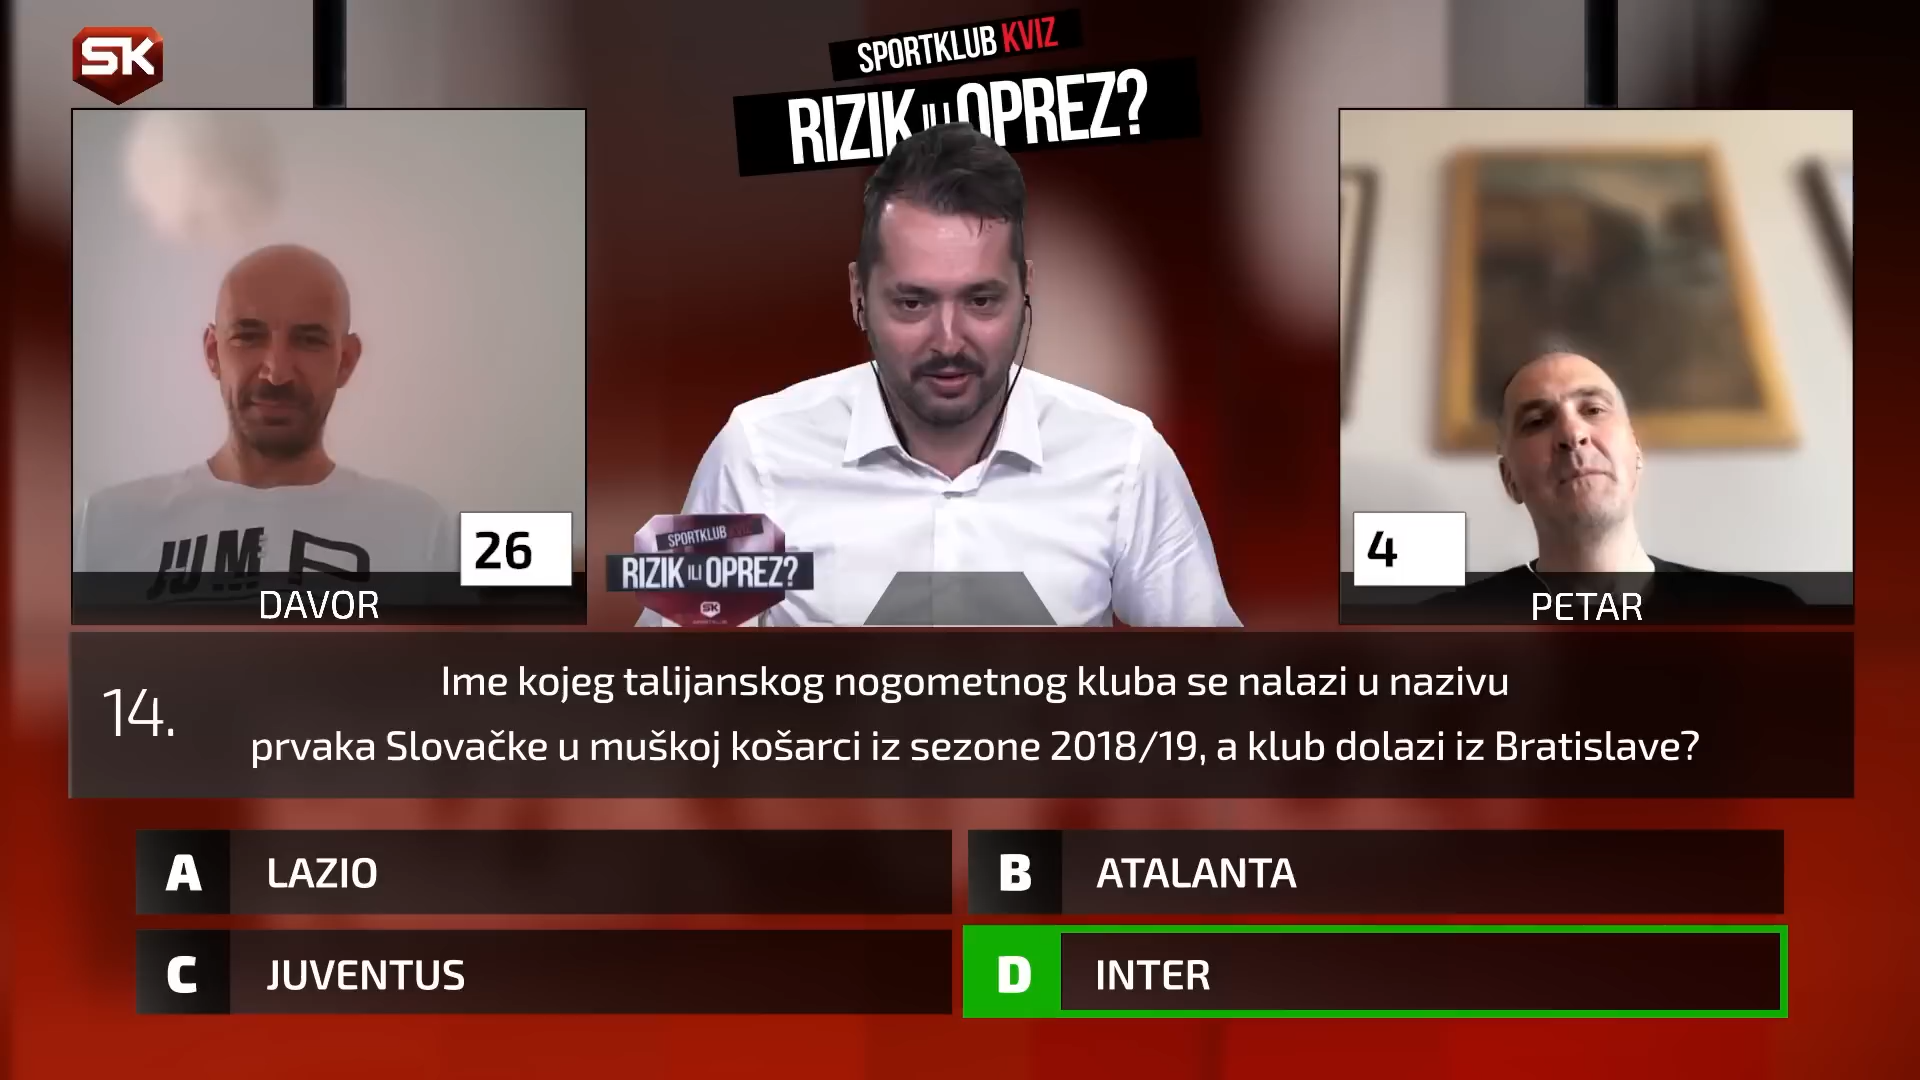 SK
SPORTKLUB KVIZ
RIZIK ILI OPREZ?
JUMP
26
DAVOR
SPORTKLUB KVIZ
RIZIK ILI OPREZ?
SK
4
PETAR
14.
Ime kojeg talijanskog nogometnog kluba se nalazi u nazivu
prvaka Slovačke u muškoj košarci iz sezone 2018/19, a klub dolazi iz Bratislave?
A LAZIO
B ATALANTA
C JUVENTUS
D INTER